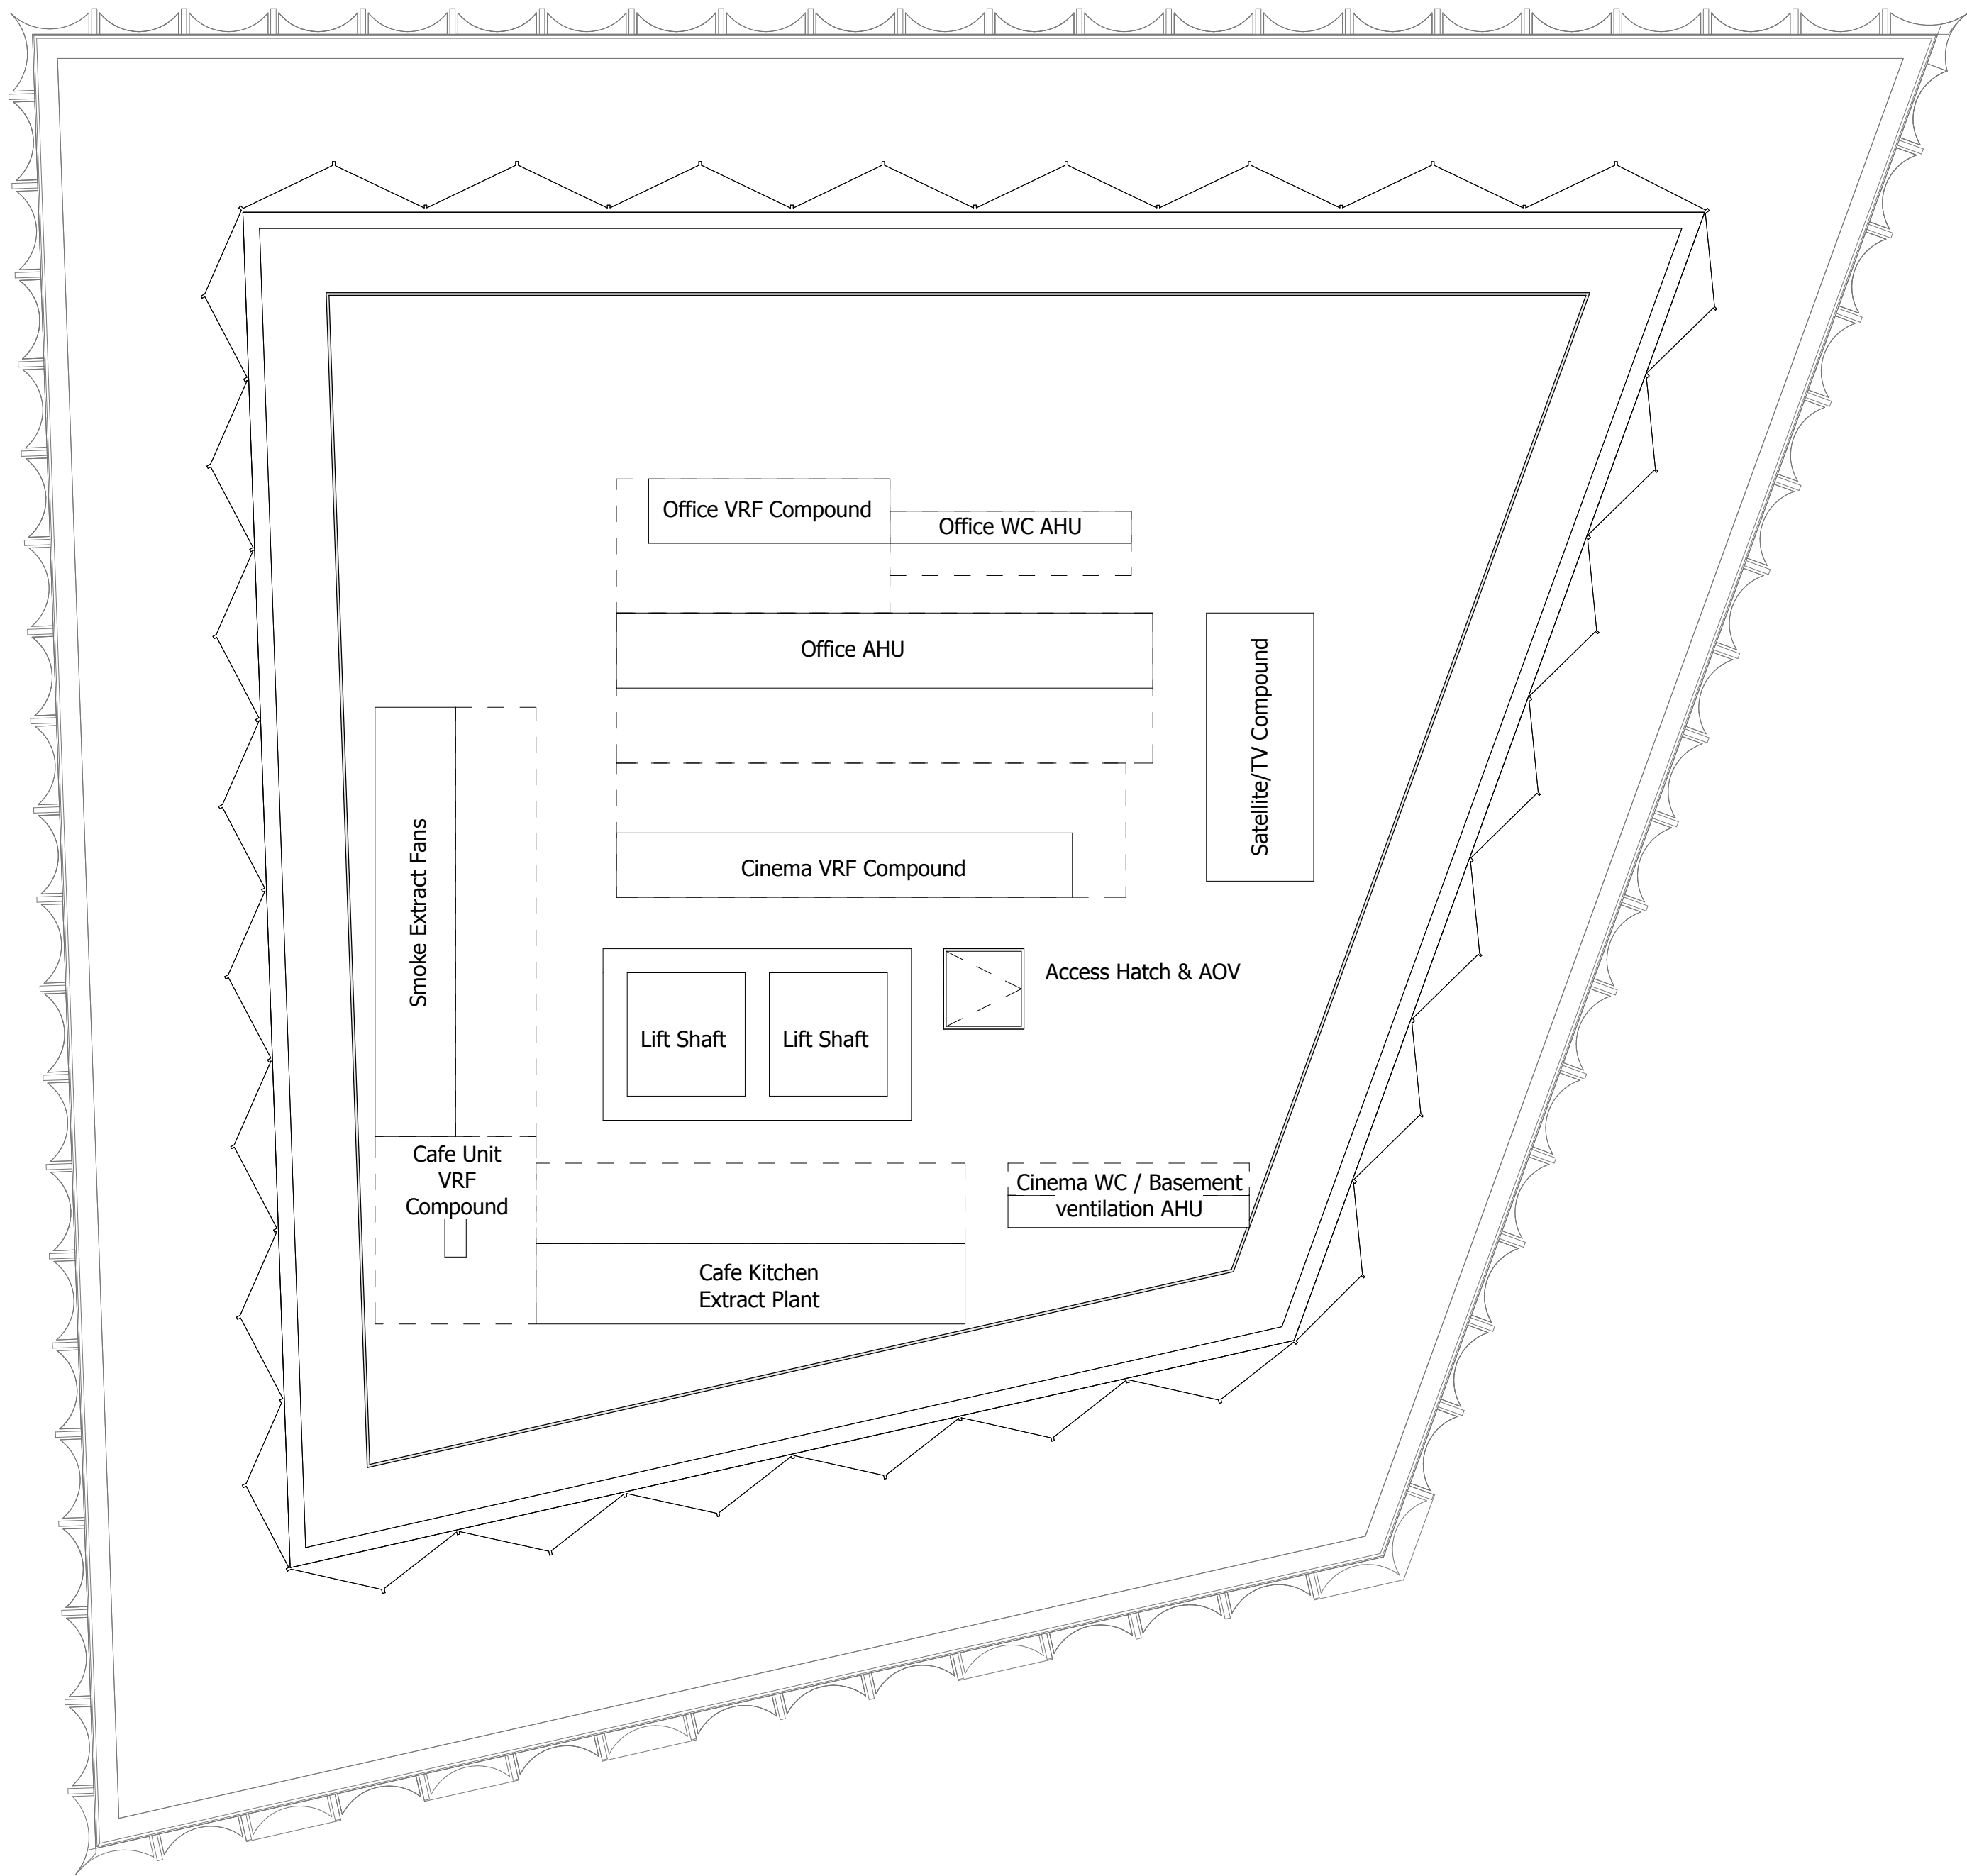 Office VRF Compound
Office WC AHU
Office AHU
Satellite/TV Compound
Smoke Extract Fans
Cinema VRF Compound
Access Hatch & AOV
Lift Shaft
Lift Shaft
Cafe Unit
VRF
Compound
Cinema WC / Basement
ventilation AHU
Cafe Kitchen
Extract Plant